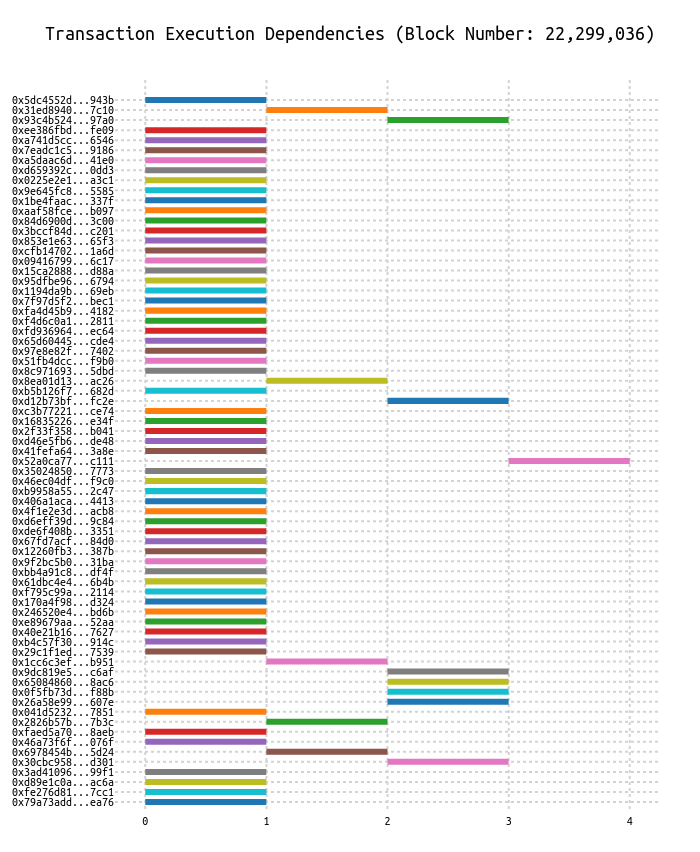 Transaction Execution Dependencies (Block Number: 22,299,036)
0x5dc4552d...943b
0x31ed8940...7c10
0x93c4b524...97a0
0xee386fbd...fe09
0xa741d5cc...6546
0x7eadc1c5...9186
0xa5daac6d...41e0
0xd659392c...0dd3
0x0225e2e1...a3c1
0x9e645fc8...5585
0x1be4faac...337f
0xaaf58fce...b097
0x84d6900d...3c00
0x3bccf84d...c201
0x853e1e63...65f3
0xcfb14702...1a6d
0x09416799...6c17
0x15ca2888...d88a
0x95dfbe96...6794
0x1194da9b...69eb
0x7f97d5f2...bec1
0xfa4d45b9...4182
0xf4d6c0a1...2811
0xfd936964...ec64
0x65d60445...cde4
0x97e8e82f...7402
0x51fb4dcc...f9b0
0x8c971693...5dbd
0x8ea01d13...ac26
0xb5b126f7...682d
0xd12b73bf...fc2e
0xc3b77221...ce74
0x16835226...e34f
0x2f33f358...b041
0xd46e5fb6...de48
0x41fefa64...3a8e
0x52a0ca77...c111
0x35024850...7773
0x46ec04df...f9c0
0xb9958a55...2c47
0x406a1aca...4413
0x4f1e2e3d...acb8
0xd6eff39d...9c84
0xde6f408b...3351
0x67fd7acf...84d0
0x12260fb3...387b
0x9f2bc5b0...31ba
0xbb4a91c8...df4f
0x61dbc4e4...6b4b
0xf795c99a...2114
0x170a4f98...d324
0x246520e4...bd6b
0xe89679aa...52aa
0x40e21b16...7627
0xb4c57f30...914c
0x29c1f1ed...7539
0x1cc6c3ef...b951
0x9dc819e5...c6af
0x65084860...8ac6
0x0f5fb73d...f88b
0x26a58e99...607e
0x041d5232...7851
0x2826b57b...7b3c
0xfaed5a70...8aeb
0x46a73f6f...076f
0x6978454b...5d24
0x30cbc958...d301
0x3ad41096...99f1
0xd89e1c0a...ac6a
0xfe276d81...7cc1
0x79a73add...ea76
0 1 2 3 4